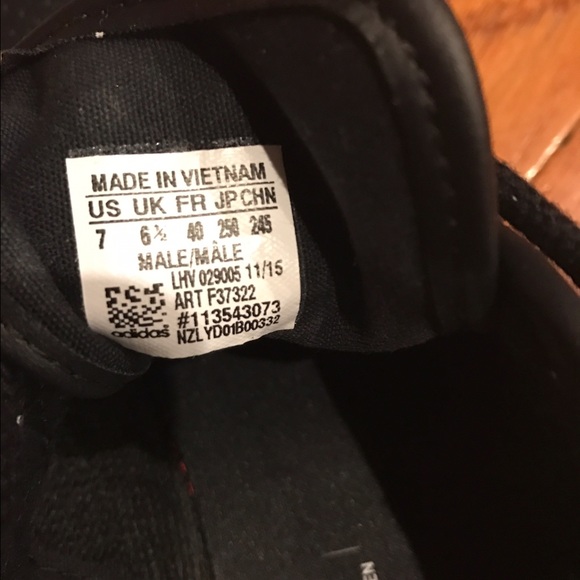 MADE IN VIETNAM
US UK FR JP CHN
7 6½ 40 250 245
MALE/MÂLE
LHV 029005 11/15
ART F37322
#113543073
adidas NZLYD01B00332
EN